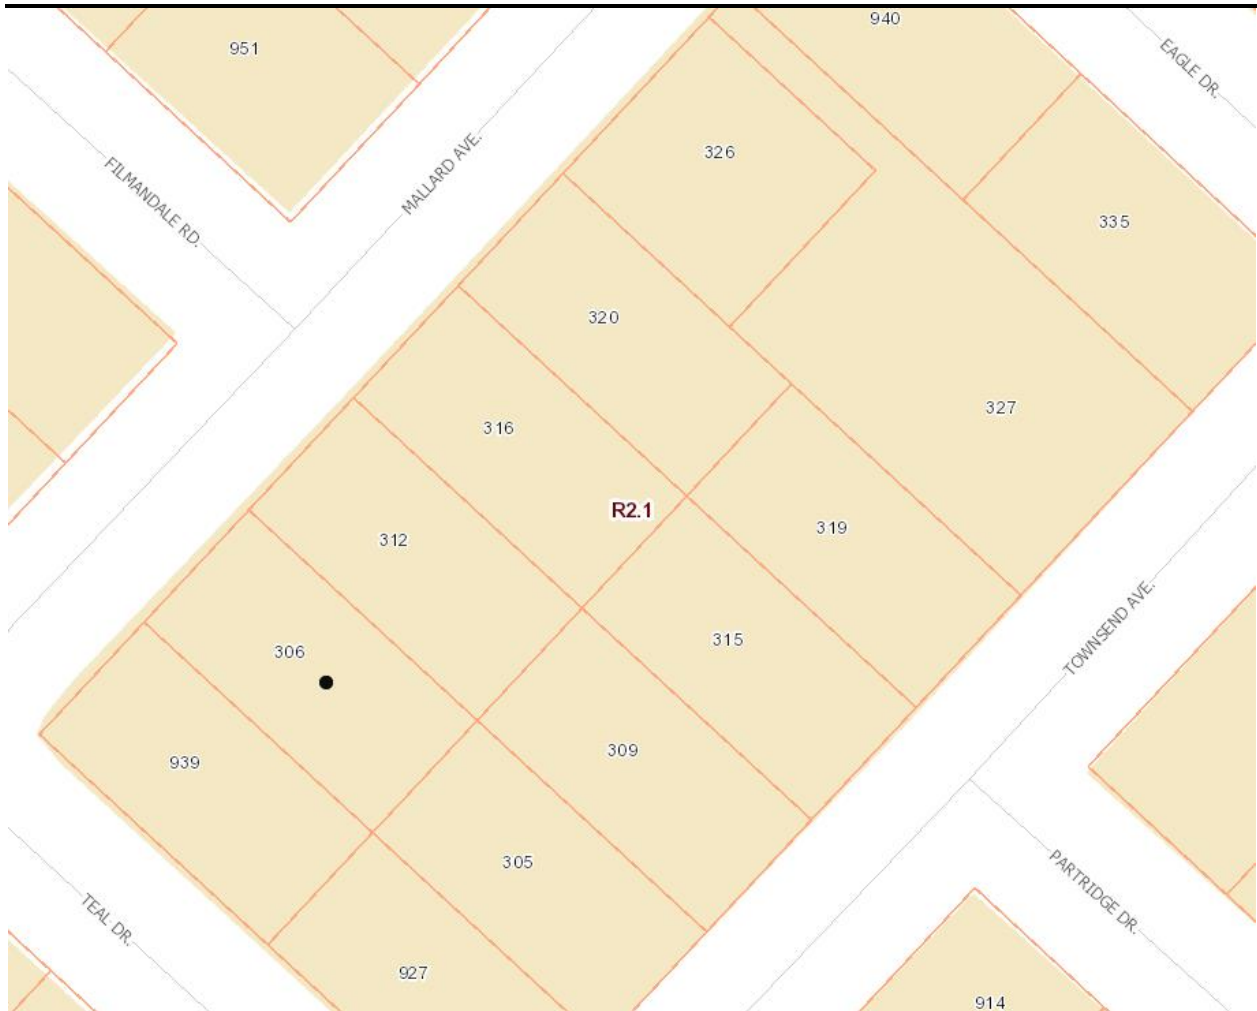 940
951
EAGLE DR.
326
MALLARD AVE.
FILMANDALE RD.
335
320
327
316
R2.1
319
312
TOWNSEND AVE.
315
306
309
939
305
PARTRIDGE DR.
TEAL DR.
927
914